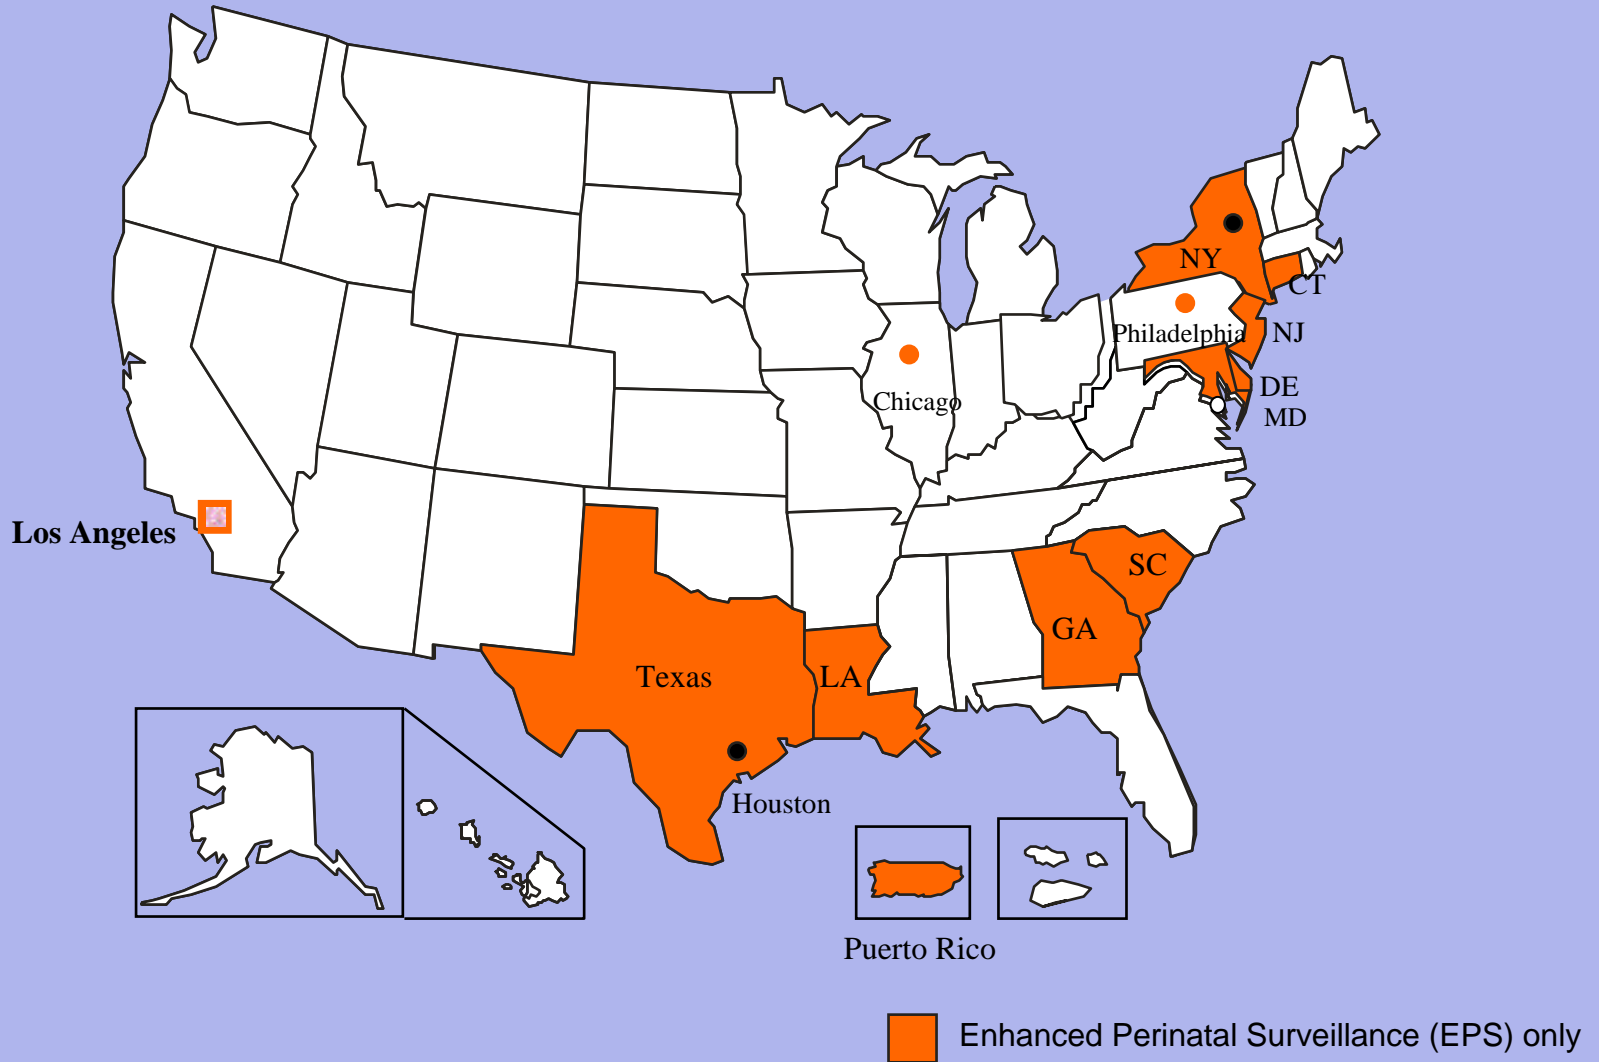 NY
CT
Philadelphia
NJ
DE
Chicago
MD
Los Angeles
SC
GA
Texas
LA
Houston
Puerto Rico
Enhanced Perinatal Surveillance (EPS) only